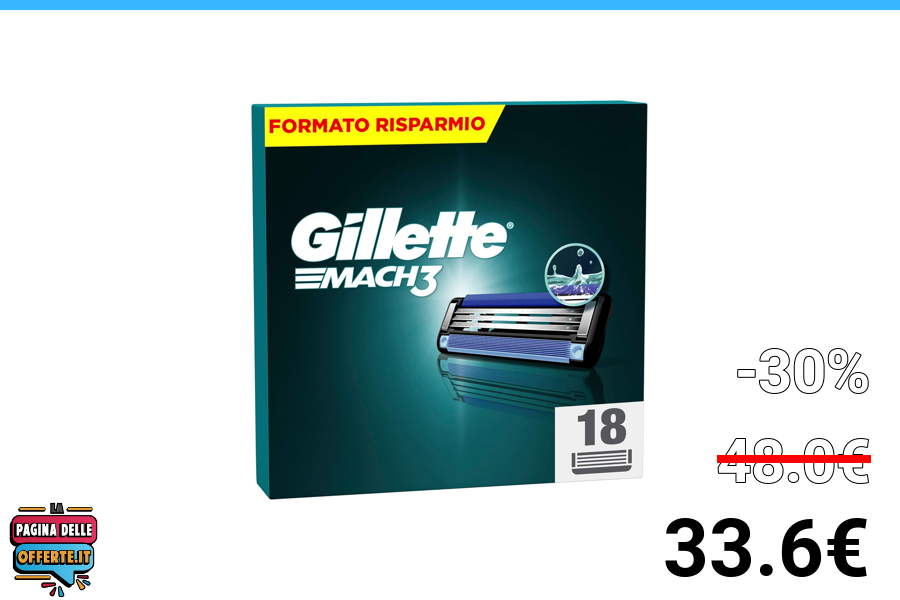 FORMATO RISPARMIO
Gillette®
MACH3
18
-30%
48.0€
33.6€
LA
PAGINA DELLE
OFFERTE.IT